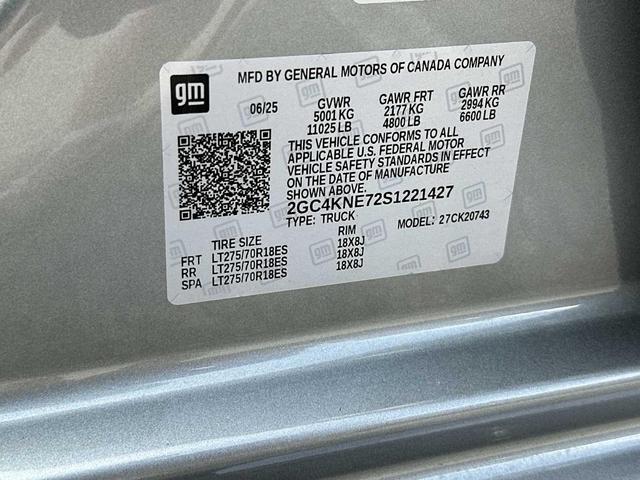 MFD BY GENERAL MOTORS OF CANADA COMPANY
gm
06/25
GVWR GAWR FRT GAWR RR
5001 KG 2177 KG 2994 KG
11025 LB 4800 LB 6600 LB
THIS VEHICLE CONFORMS TO ALL
APPLICABLE U.S. FEDERAL MOTOR
VEHICLE SAFETY STANDARDS IN EFFECT
ON THE DATE OF MANUFACTURE
SHOWN ABOVE.
2GC4KNE72S1221427
TYPE: TRUCK MODEL: 27CK20743
TIRE SIZE RIM
FRT LT275/70R18ES 18X8J
RR LT275/70R18ES 18X8J
SPA LT275/70R18ES 18X8J